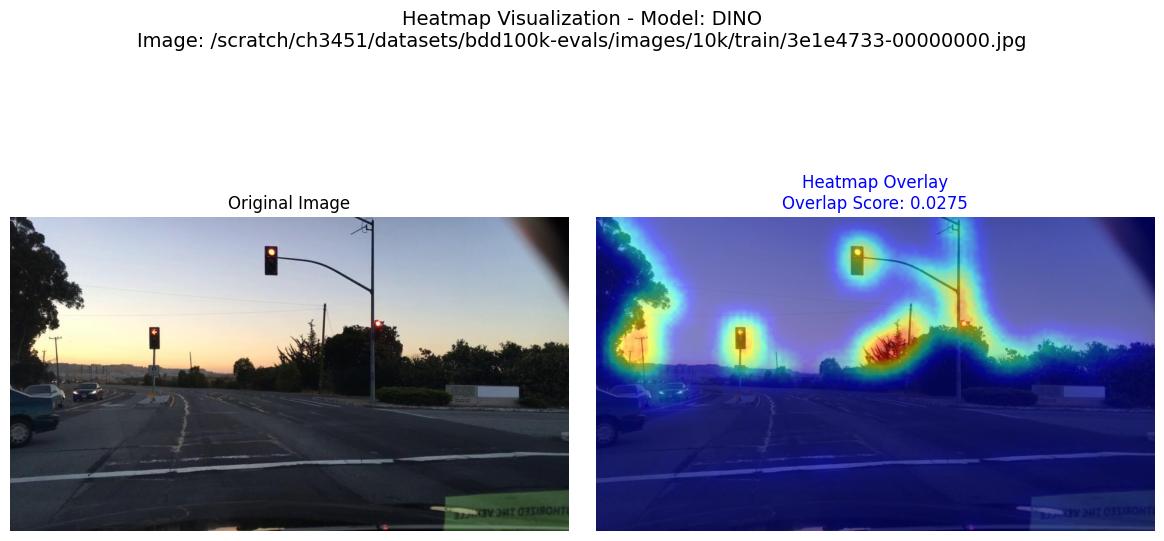 Heatmap Visualization - Model: DINO
Image: /scratch/ch3451/datasets/bdd100k-evals/images/10k/train/3e1e4733-00000000.jpg
Original Image
Heatmap Overlay
Overlap Score: 0.0275